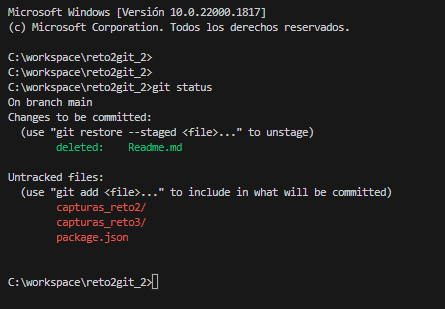 Microsoft Windows [Versión 10.0.22000.1817]
(c) Microsoft Corporation. Todos los derechos reservados.
C:\workspace\reto2git_2>
C:\workspace\reto2git_2>
C:\workspace\reto2git_2>git status
On branch main
Changes to be committed:
  (use "git restore --staged <file>..." to unstage)
        deleted:    Readme.md
Untracked files:
  (use "git add <file>..." to include in what will be committed)
        capturas_reto2/
        capturas_reto3/
        package.json
C:\workspace\reto2git_2>